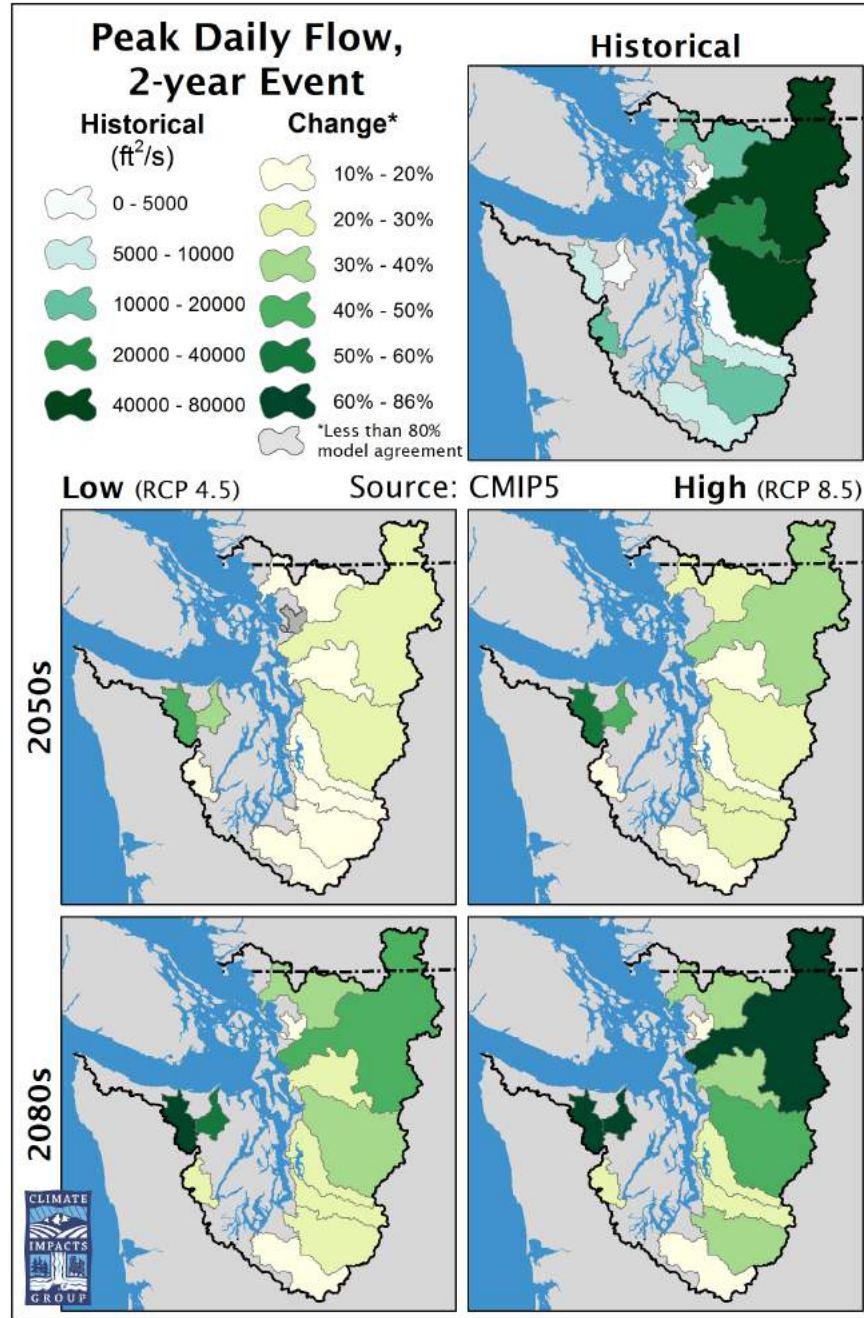 Peak Daily Flow,
2-year Event
Historical
(ft²/s)
0 - 5000
5000 - 10000
10000 - 20000
20000 - 40000
40000 - 80000
Change*
10% - 20%
20% - 30%
30% - 40%
40% - 50%
50% - 60%
60% - 86%
*Less than 80%
model agreement
Historical
Low (RCP 4.5)
Source: CMIP5
High (RCP 8.5)
2050s
2080s
CLIMATE
IMPACTS
GROUP